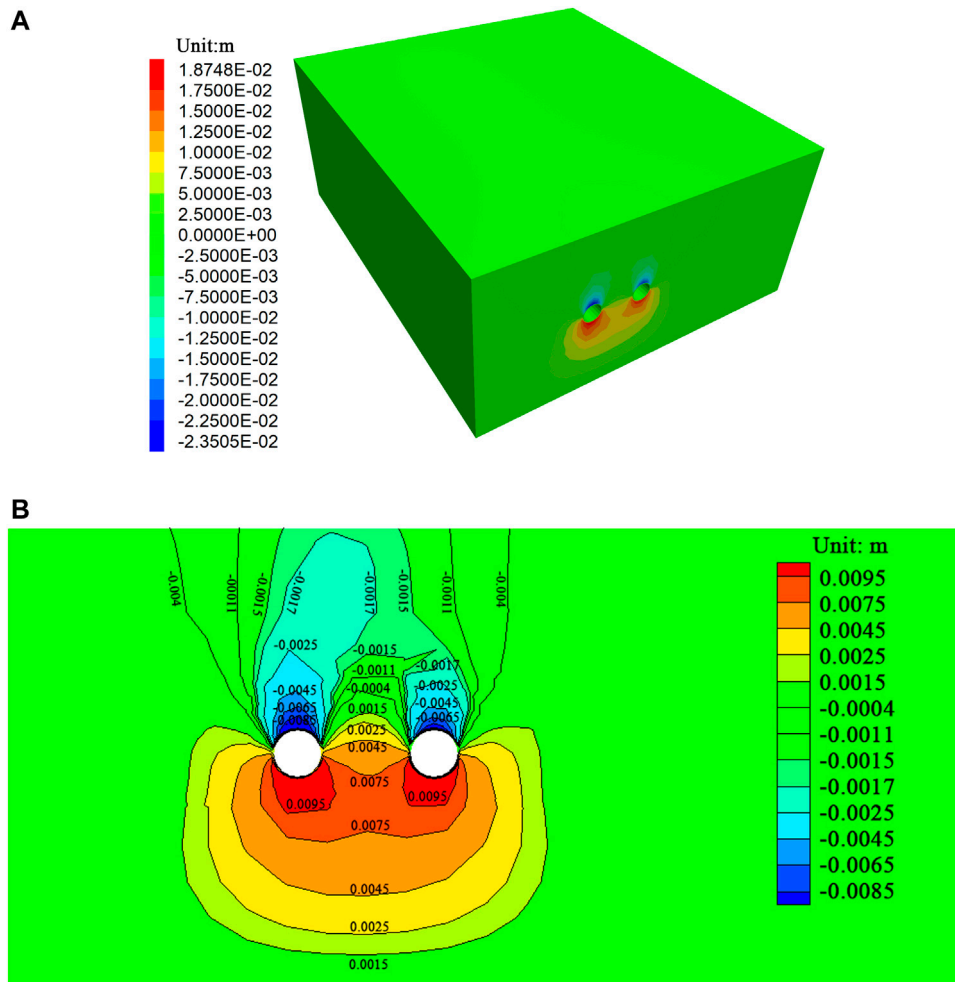 A
Unit:m
1.8748E-02
1.7500E-02
1.5000E-02
1.2500E-02
1.0000E-02
7.5000E-03
5.0000E-03
2.5000E-03
0.0000E+00
-2.5000E-03
-5.0000E-03
-7.5000E-03
-1.0000E-02
-1.2500E-02
-1.5000E-02
-1.7500E-02
-2.0000E-02
-2.2500E-02
-2.3505E-02
B
-0.004
-00011
-0.0015
-0.0017
-0.0017
-0.0015
-0.0011
-0.004
-0.0025
-0.0015
-0.0011
-0.0017
-0.0045
-0.0004
-0.0025
-0.0065
0.0015
-0.0045
-0.0085
0.0025
-0.0065
0.0045
0.0075
0.0095
0.0095
0.0075
0.0045
0.0025
0.0015
Unit: m
0.0095
0.0075
0.0045
0.0025
0.0015
-0.0004
-0.0011
-0.0015
-0.0017
-0.0025
-0.0045
-0.0065
-0.0085